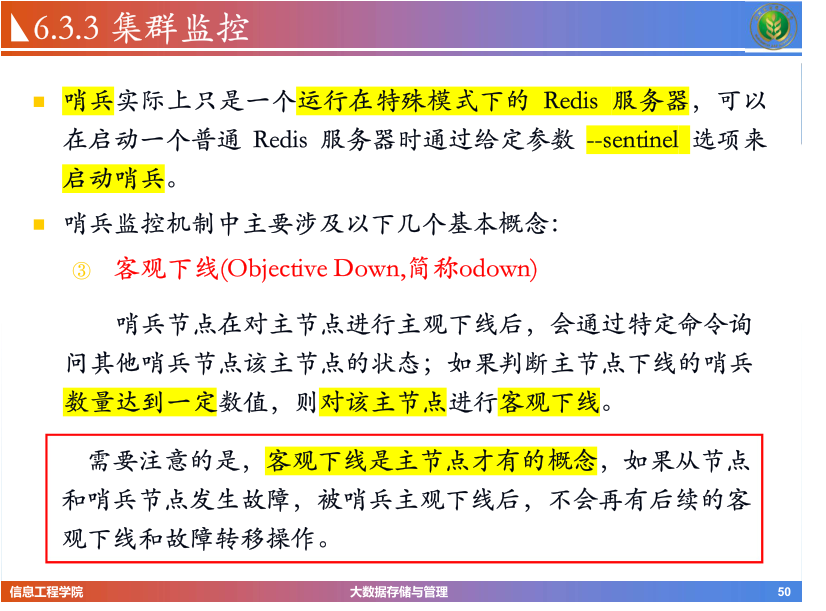 6.3.3 集群监控
哨兵实际上只是一个运行在特殊模式下的 Redis 服务器，可以
在启动一个普通 Redis 服务器时通过给定参数 --sentinel 选项来
启动哨兵。
哨兵监控机制中主要涉及以下几个基本概念：
③ 客观下线(Objective Down,简称odown)
哨兵节点在对主节点进行主观下线后，会通过特定命令询
问其他哨兵节点该主节点的状态；如果判断主节点下线的哨兵
数量达到一定数值，则对该主节点进行客观下线。
需要注意的是，客观下线是主节点才有的概念，如果从节点
和哨兵节点发生故障，被哨兵主观下线后，不会再有后续的客
观下线和故障转移操作。
信息工程学院 大数据存储与管理 50